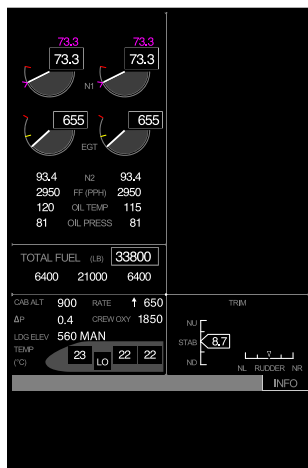 73.3 73.3
73.3 73.3
N1
655 655
EGT
93.4 N2 93.4
2950 FF (PPH) 2950
120 OIL TEMP 115
81 OIL PRESS 81
TOTAL FUEL (LB) 33800
6400 21000 6400
CAB ALT 900 RATE ↑ 650
ΔP 0.4 CREW OXY 1850
LDG ELEV 560 MAN
TEMP
(°C) 23 LO 22 22
TRIM
NU
STAB 8.7
ND
NL RUDDER NR
INFO